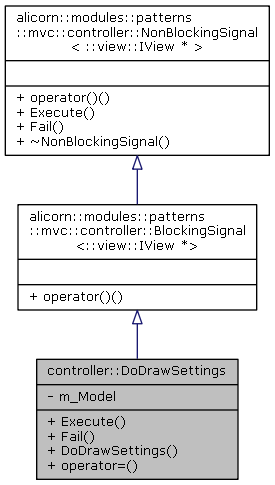 alicorn::modules::patterns
::mvc::controller::NonBlockingSignal
< ::view::IView * >
+ operator()()
+ Execute()
+ Fail()
+ ~NonBlockingSignal()
alicorn::modules::patterns
::mvc::controller::BlockingSignal
<::view::IView *>
+ operator()()
controller::DoDrawSettings
- m_Model
+ Execute()
+ Fail()
+ DoDrawSettings()
+ operator=()